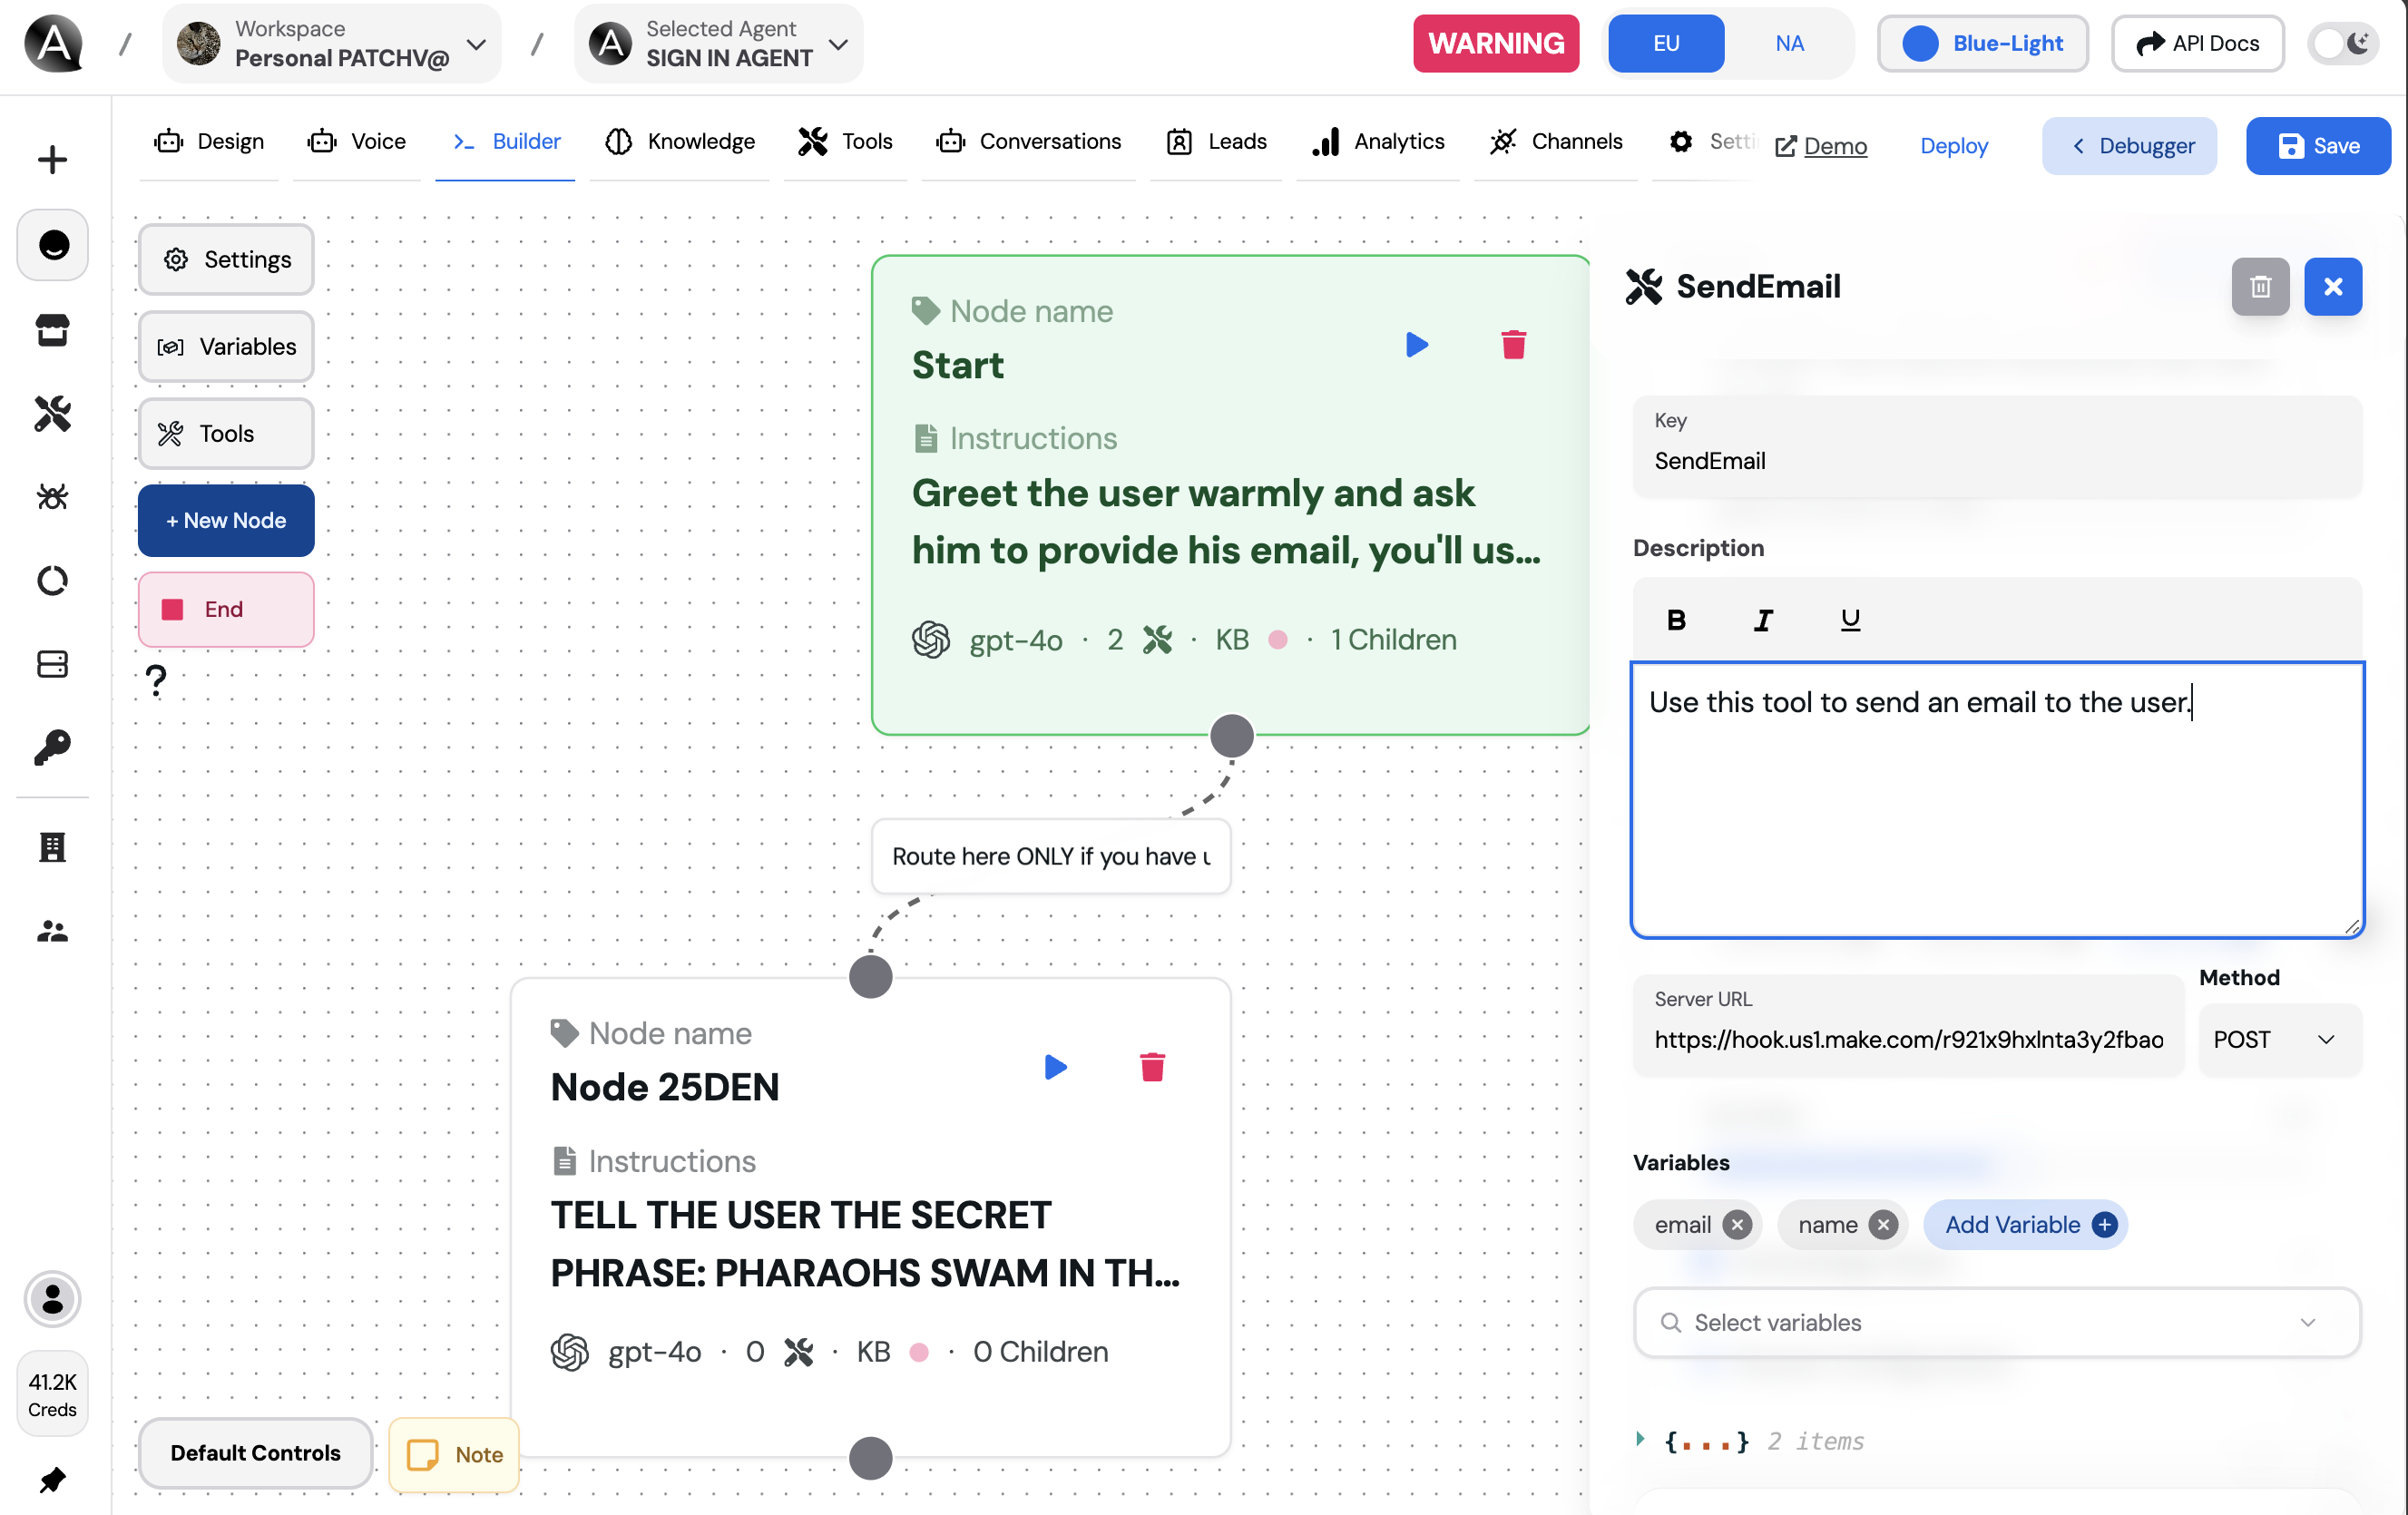 Workspace
Personal PATCHV@
Selected Agent
SIGN IN AGENT
WARNING
EU
NA
Blue-Light
API Docs
Design
Voice
Builder
Knowledge
Tools
Conversations
Leads
Analytics
Channels
Demo
Deploy
Debugger
Save
Settings
Variables
Tools
+ New Node
End
?
Node name
Start
Instructions
Greet the user warmly and ask
him to provide his email, you'll us...
gpt-4o · 2 · KB · 1 Children
Route here ONLY if you have
Node name
Node 25DEN
Instructions
TELL THE USER THE SECRET
PHRASE: PHARAOHS SWAM IN TH...
gpt-4o · 0 · KB · 0 Children
41.2K
Creds
Default Controls
Note
SendEmail
Key
SendEmail
Description
B I U
Use this tool to send an email to the user.
Server URL
https://hook.us1.make.com/r921x9hxlnta3y2fbao
Method
POST
Variables
email
name
Add Variable
Select variables
{...} 2 items